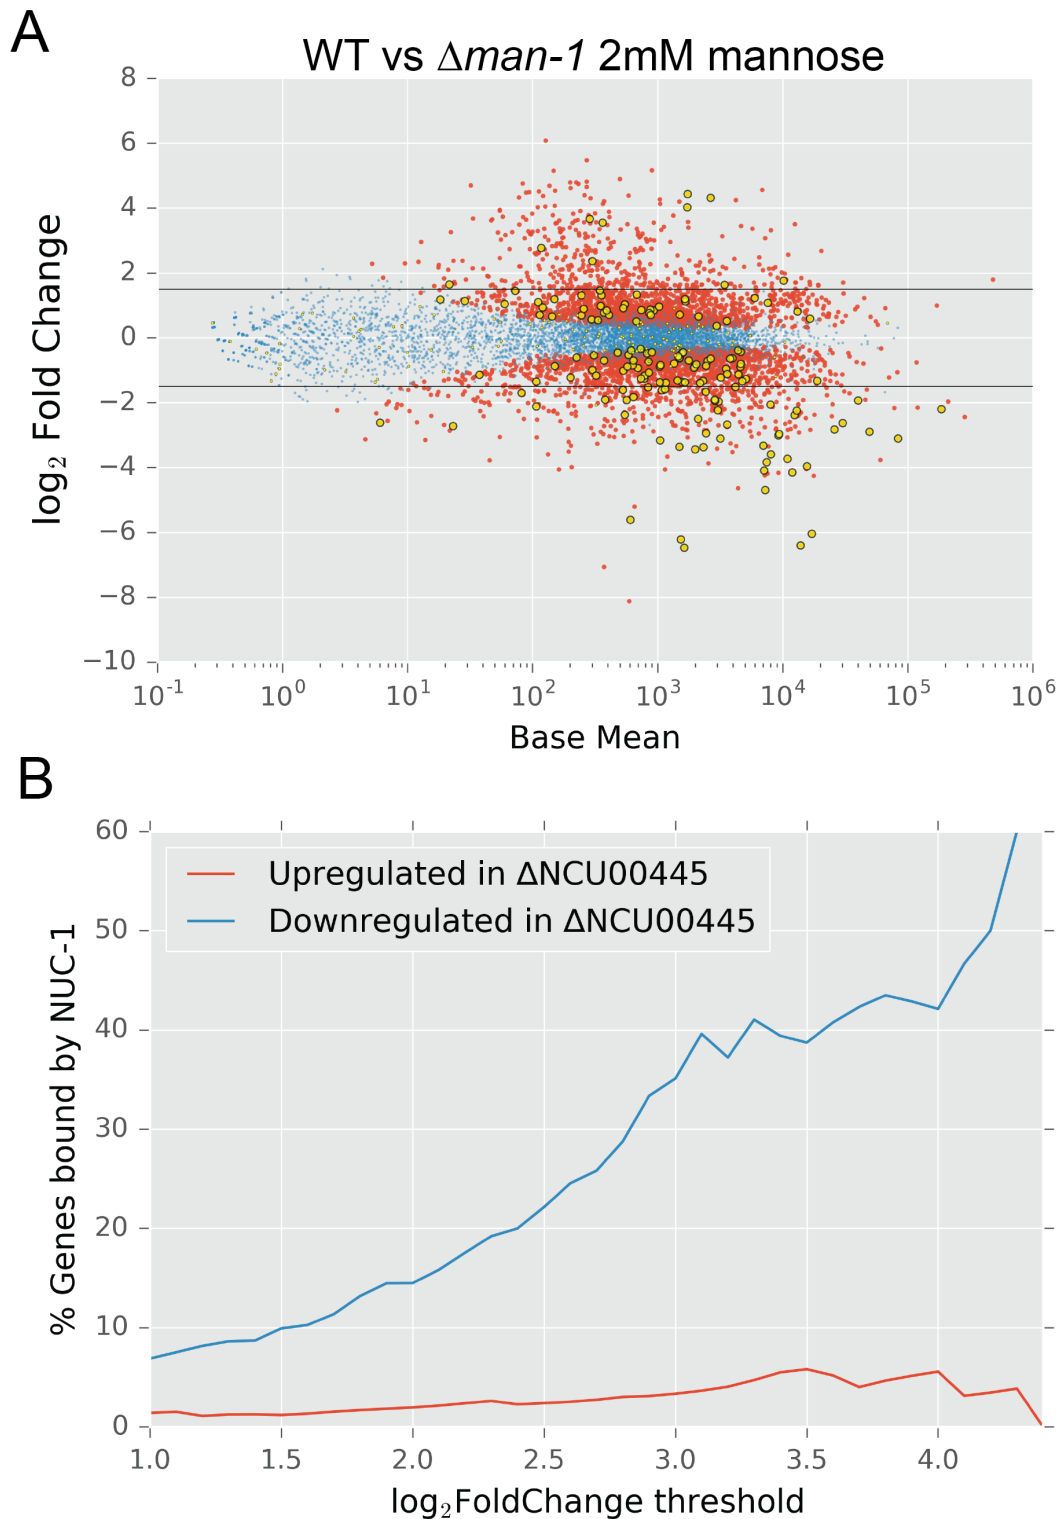 A
WT vs Δman-1 2mM mannose
8
6
4
2
0
−2
−4
−6
−8
−10
log₂ Fold Change
10⁻¹ 10⁰ 10¹ 10² 10³ 10⁴ 10⁵ 10⁶
Base Mean
B
60
50
40
30
20
10
0
% Genes bound by NUC-1
Upregulated in ΔNCU00445
Downregulated in ΔNCU00445
1.0 1.5 2.0 2.5 3.0 3.5 4.0
log₂FoldChange threshold